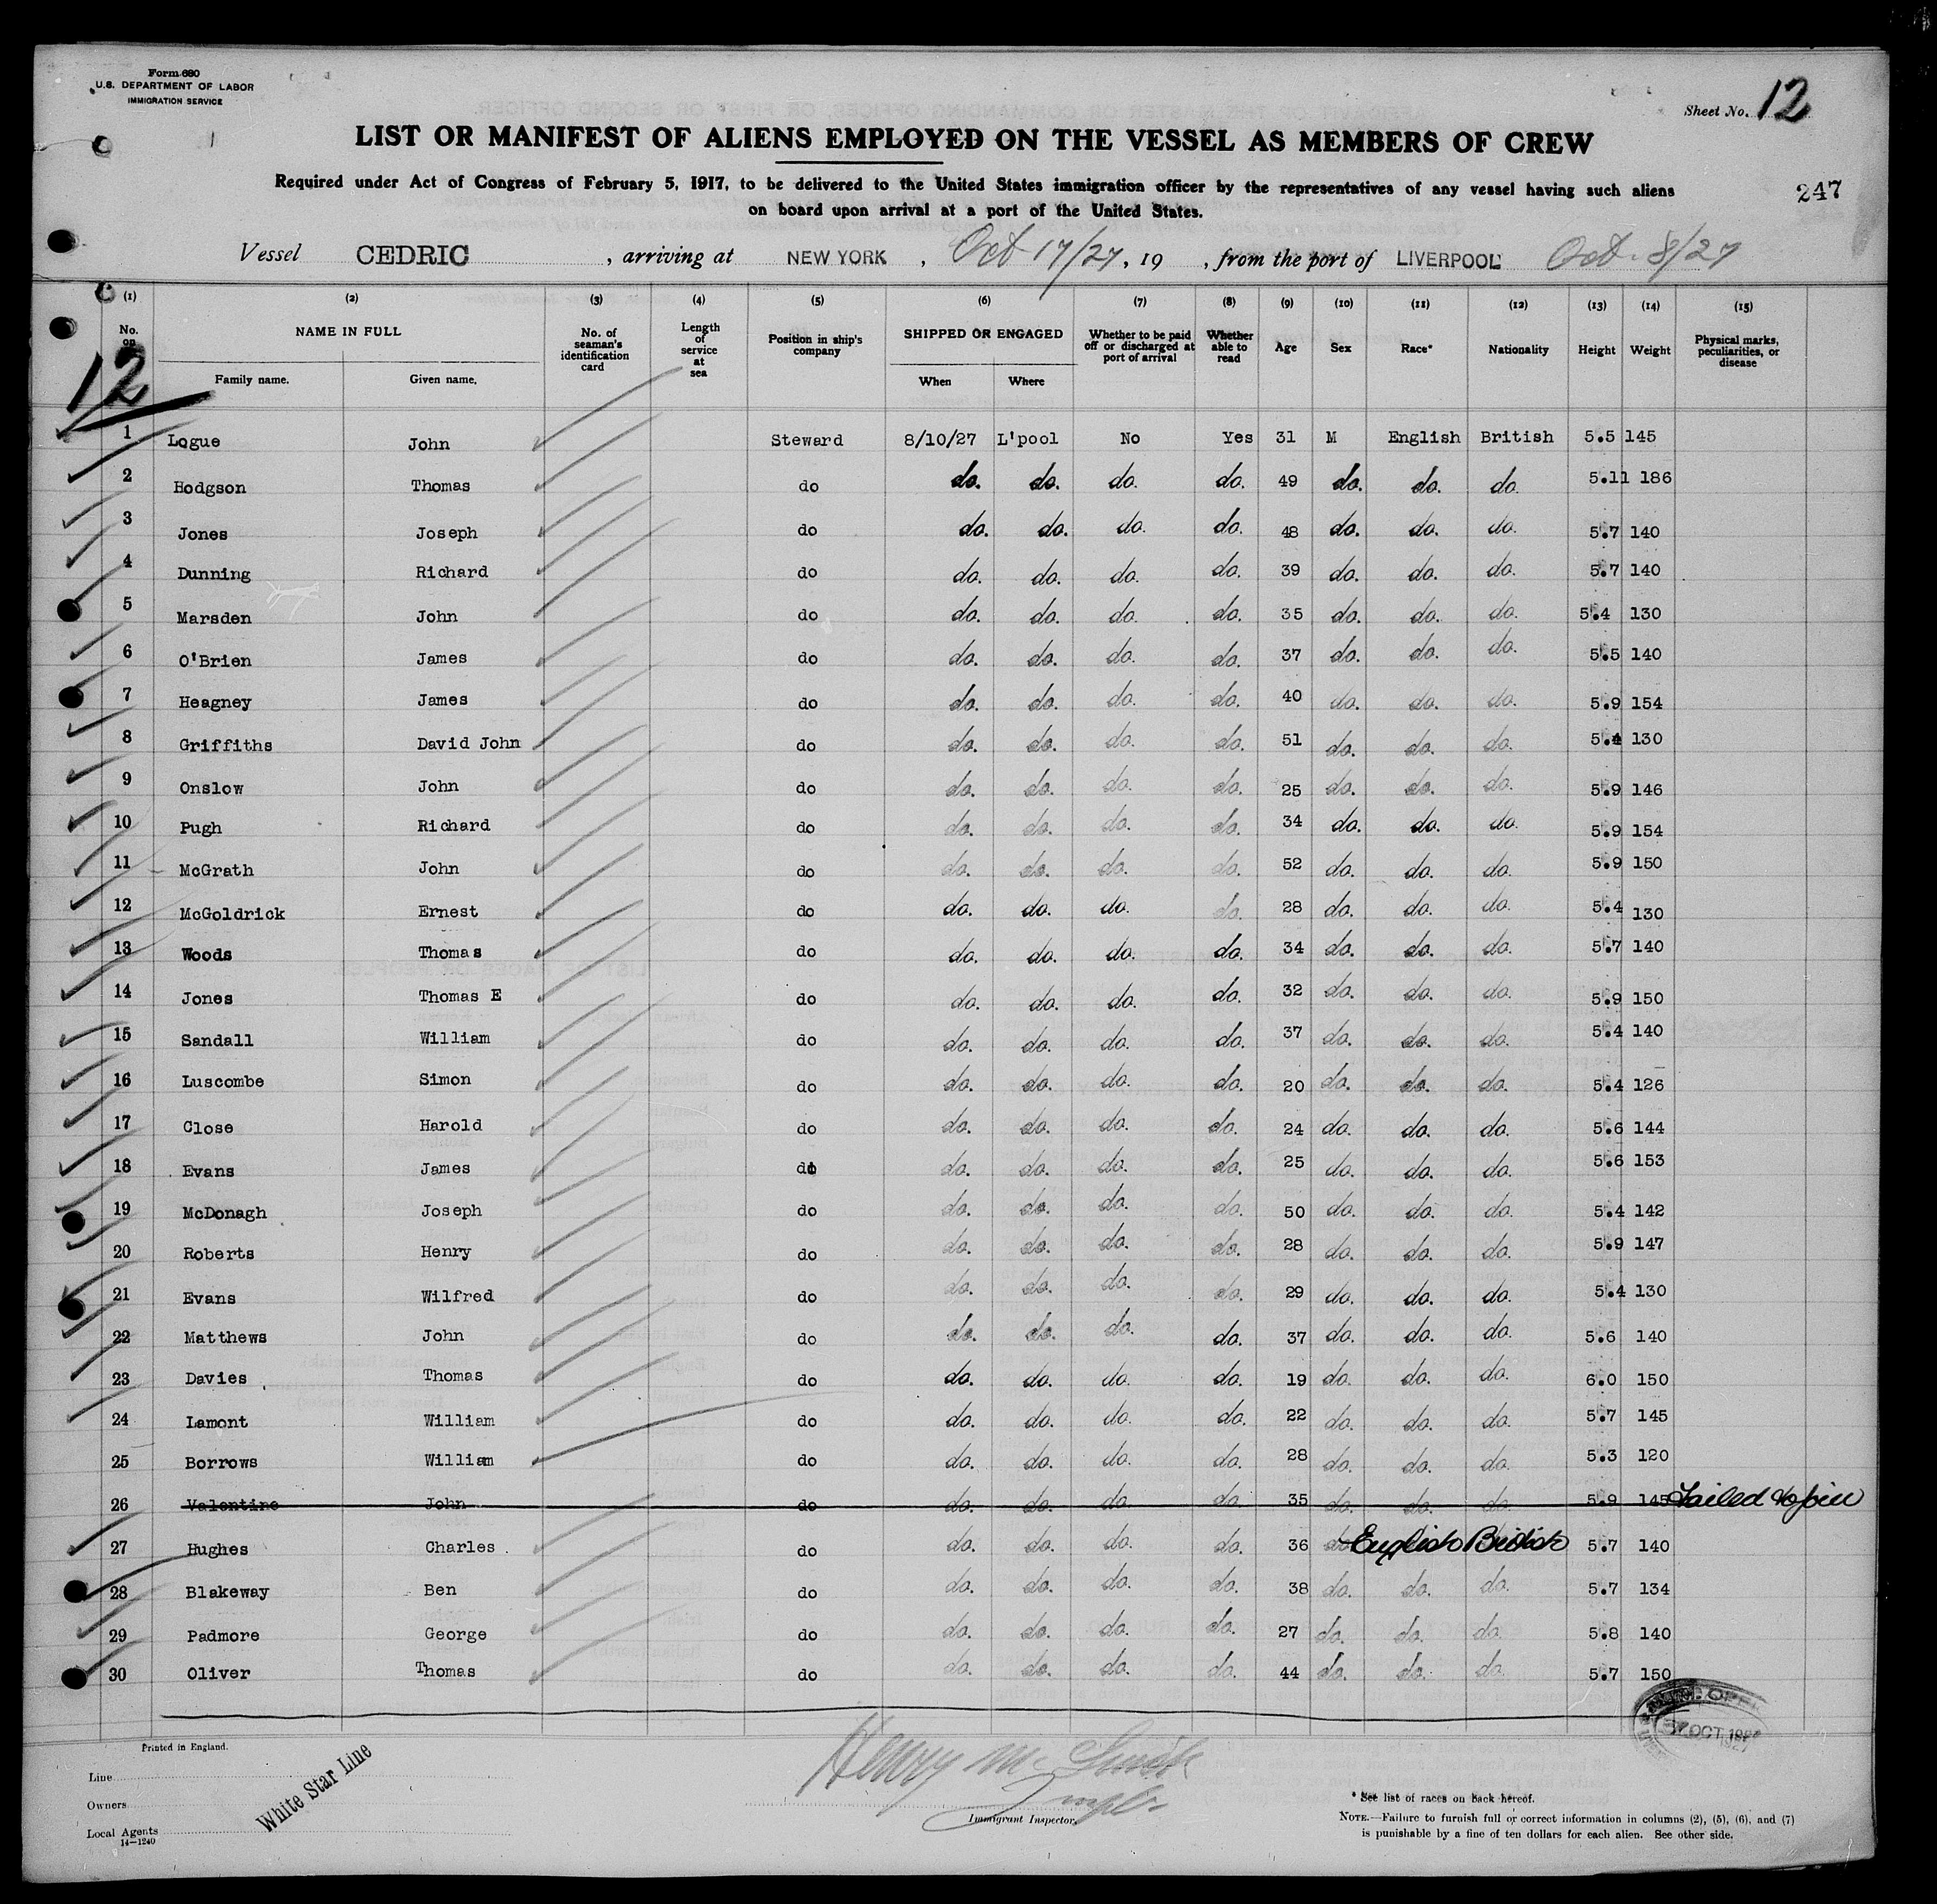 Form 680
U.S. DEPARTMENT OF LABOR
IMMIGRATION SERVICE
Sheet No. 12
LIST OR MANIFEST OF ALIENS EMPLOYED ON THE VESSEL AS MEMBERS OF CREW
Required under Act of Congress of February 5, 1917, to be delivered to the United States immigration officer by the representatives of any vessel having such aliens
on board upon arrival at a port of the United States.
247
Vessel CEDRIC, arriving at NEW YORK, Oct 17/27, 19 , from the port of LIVERPOOL Oct. 8/27
(1) (2) (3) (4) (5) (6) (7) (8) (9) (10) (11) (12) (13) (14) (15)
No. on NAME IN FULL No. of seaman's identification card Length of service at sea Position in ship's company SHIPPED OR ENGAGED Whether to be paid off or discharged at port of arrival Whether able to read Age Sex Race* Nationality Height Weight Physical marks, peculiarities, or disease
Family name. Given name. When Where
12
1 Logue John Steward 8/10/27 L'pool No Yes 31 M English British 5.5 145
2 Hodgson Thomas do do. do. do. do. 49 do. do. do. 5.11 186
3 Jones Joseph do do. do. do. do. 48 do. do. do. 5.7 140
4 Dunning Richard do do. do. do. do. 39 do. do. do. 5.7 140
5 Marsden John do do. do. do. do. 35 do. do. do. 5.4 130
6 O'Brien James do do. do. do. do. 37 do. do. do. 5.5 140
7 Heagney James do do. do. do. do. 40 do. do. do. 5.9 154
8 Griffiths David John do do. do. do. do. 51 do. do. do. 5.4 130
9 Onslow John do do. do. do. do. 25 do. do. do. 5.9 146
10 Pugh Richard do do. do. do. do. 34 do. do. do. 5.9 154
11 McGrath John do do. do. do. do. 52 do. do. do. 5.9 150
12 McGoldrick Ernest do do. do. do. do. 28 do. do. do. 5.4 130
13 Woods Thomas do do. do. do. do. 34 do. do. do. 5.7 140
14 Jones Thomas E do do. do. do. do. 32 do. do. do. 5.9 150
15 Sandall William do do. do. do. do. 37 do. do. do. 5.4 140
16 Luscombe Simon do do. do. do. do. 20 do. do. do. 5.4 126
17 Close Harold do do. do. do. do. 24 do. do. do. 5.6 144
18 Evans James do do. do. do. do. 25 do. do. do. 5.6 153
19 McDonagh Joseph do do. do. do. do. 50 do. do. do. 5.4 142
20 Roberts Henry do do. do. do. do. 28 do. do. do. 5.9 147
21 Evans Wilfred do do. do. do. do. 29 do. do. do. 5.4 130
22 Matthews John do do. do. do. do. 37 do. do. do. 5.6 140
23 Davies Thomas do do. do. do. do. 19 do. do. do. 6.0 150
24 Lamont William do do. do. do. do. 22 do. do. do. 5.7 145
25 Borrows William do do. do. do. do. 28 do. do. do. 5.3 120
26 Valentine John do do. do. do. do. 35 do. do. do. 5.9 145 Failed to join
27 Hughes Charles do do. do. do. do. 36 do. English British 5.7 140
28 Blakeway Ben do do. do. do. do. 38 do. do. do. 5.7 134
29 Padmore George do do. do. do. do. 27 do. do. do. 5.8 140
30 Oliver Thomas do do. do. do. do. 44 do. do. do. 5.7 150
Printed in England.
Line
Owners
Local Agents
14—1240
White Star Line
Immigrant Inspector.
* See list of races on back hereof.
NOTE.—Failure to furnish full or correct information in columns (2), (5), (6), and (7)
is punishable by a fine of ten dollars for each alien. See other side.